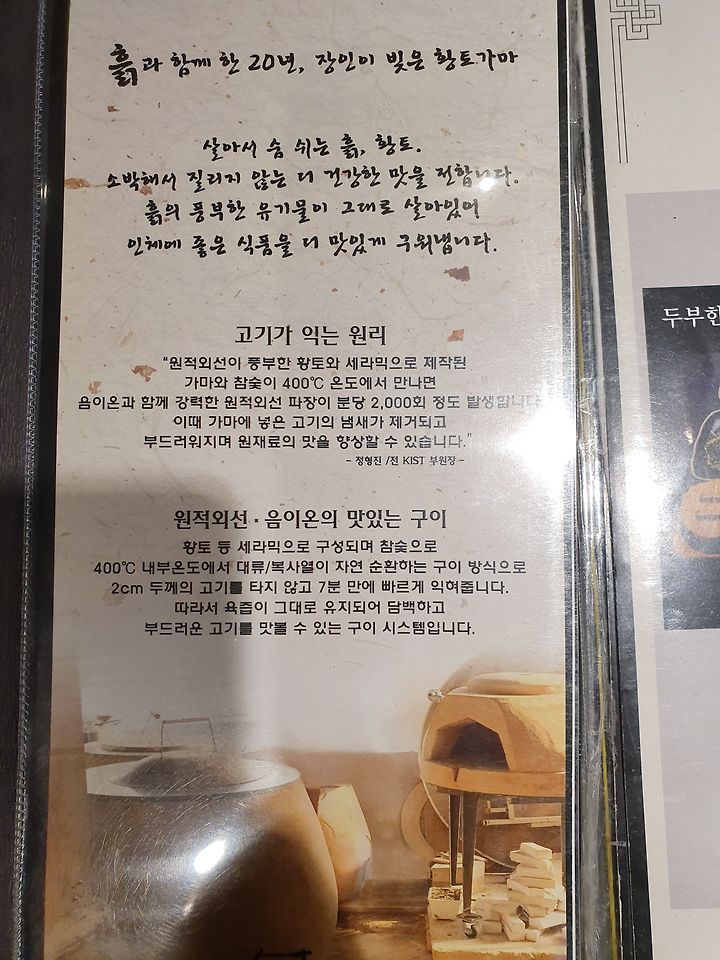 흙과 함께 한 20년, 장인이 빚은 황토가마
살아서 숨 쉬는 흙, 황토.
소박해서 질리지 않는 더 건강한 맛을 전합니다.
흙의 풍부한 유기물이 그대로 살아있어
인체에 좋은 식품을 더 맛있게 구워냅니다.
고기가 익는 원리
“원적외선이 풍부한 황토와 세라믹으로 제작된
가마와 참숯이 400℃ 온도에서 만나면
음이온과 함께 강력한 원적외선 파장이 분당 2,000회 정도 발생합니다
이때 가마에 넣은 고기의 냄새가 제거되고
부드러워지며 원재료의 맛을 향상할 수 있습니다.”
- 정형진 /전 KIST 부원장 -
원적외선 · 음이온의 맛있는 구이
황토 등 세라믹으로 구성되며 참숯으로
400℃ 내부온도에서 대류/복사열이 자연 순환하는 구이 방식으로
2cm 두께의 고기를 타지 않고 7분 만에 빠르게 익혀줍니다.
따라서 육즙이 그대로 유지되어 담백하고
부드러운 고기를 맛볼 수 있는 구이 시스템입니다.
두부한